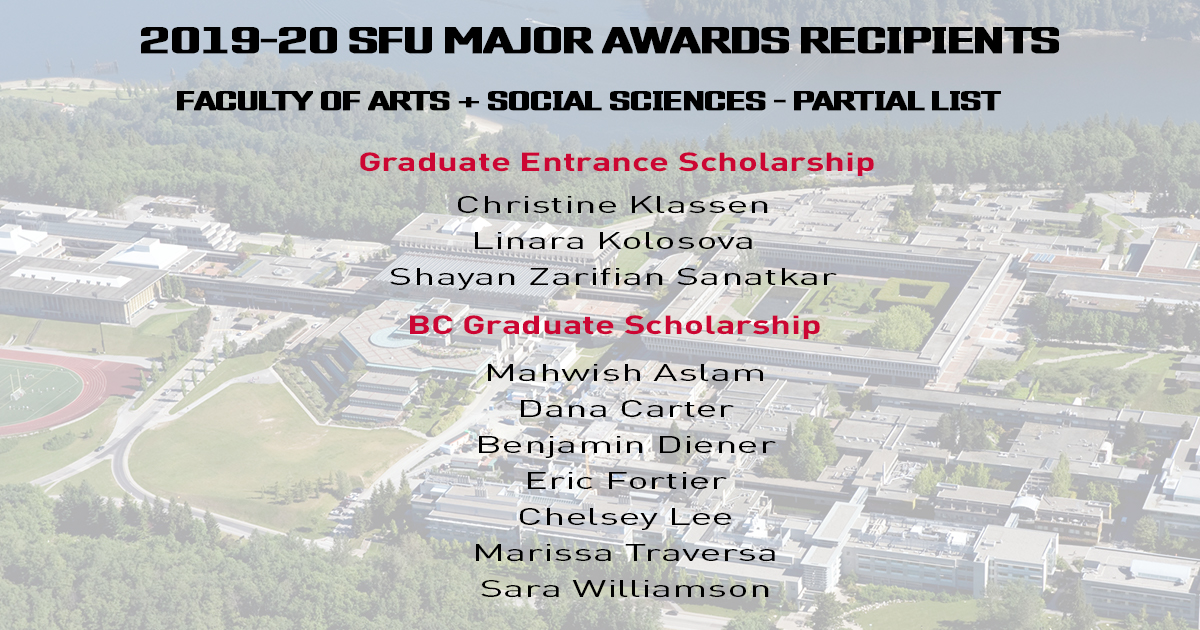 2019-20 SFU MAJOR AWARDS RECIPIENTS
FACULTY OF ARTS + SOCIAL SCIENCES - PARTIAL LIST
Graduate Entrance Scholarship
Christine Klassen
Linara Kolosova
Shayan Zarifian Sanatkar
BC Graduate Scholarship
Mahwish Aslam
Dana Carter
Benjamin Diener
Eric Fortier
Chelsey Lee
Marissa Traversa
Sara Williamson